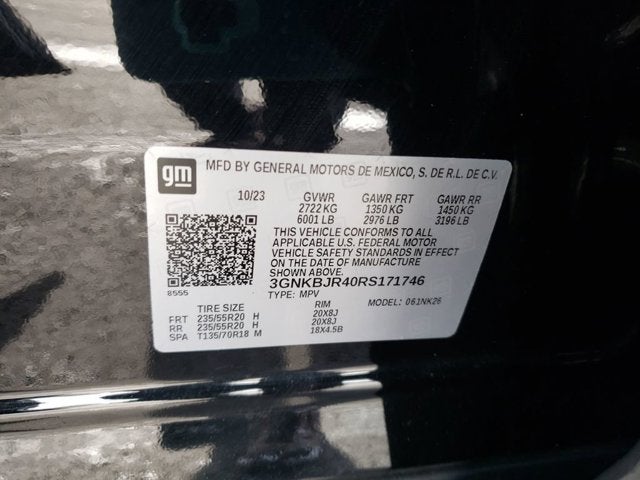 gm MFD BY GENERAL MOTORS DE MEXICO, S. DE R.L. DE C.V.
10/23 GVWR GAWR FRT GAWR RR
2722 KG 1350 KG 1450 KG
6001 LB 2976 LB 3196 LB
THIS VEHICLE CONFORMS TO ALL
APPLICABLE U.S. FEDERAL MOTOR
VEHICLE SAFETY STANDARDS IN EFFECT
ON THE DATE OF MANUFACTURE
SHOWN ABOVE.
8555 3GNKBJR40RS171746
TYPE: MPV MODEL: 061NK26
TIRE SIZE RIM
FRT 235/55R20 H 20X8J
RR 235/55R20 H 20X8J
SPA T135/70R18 M 18X4.5B